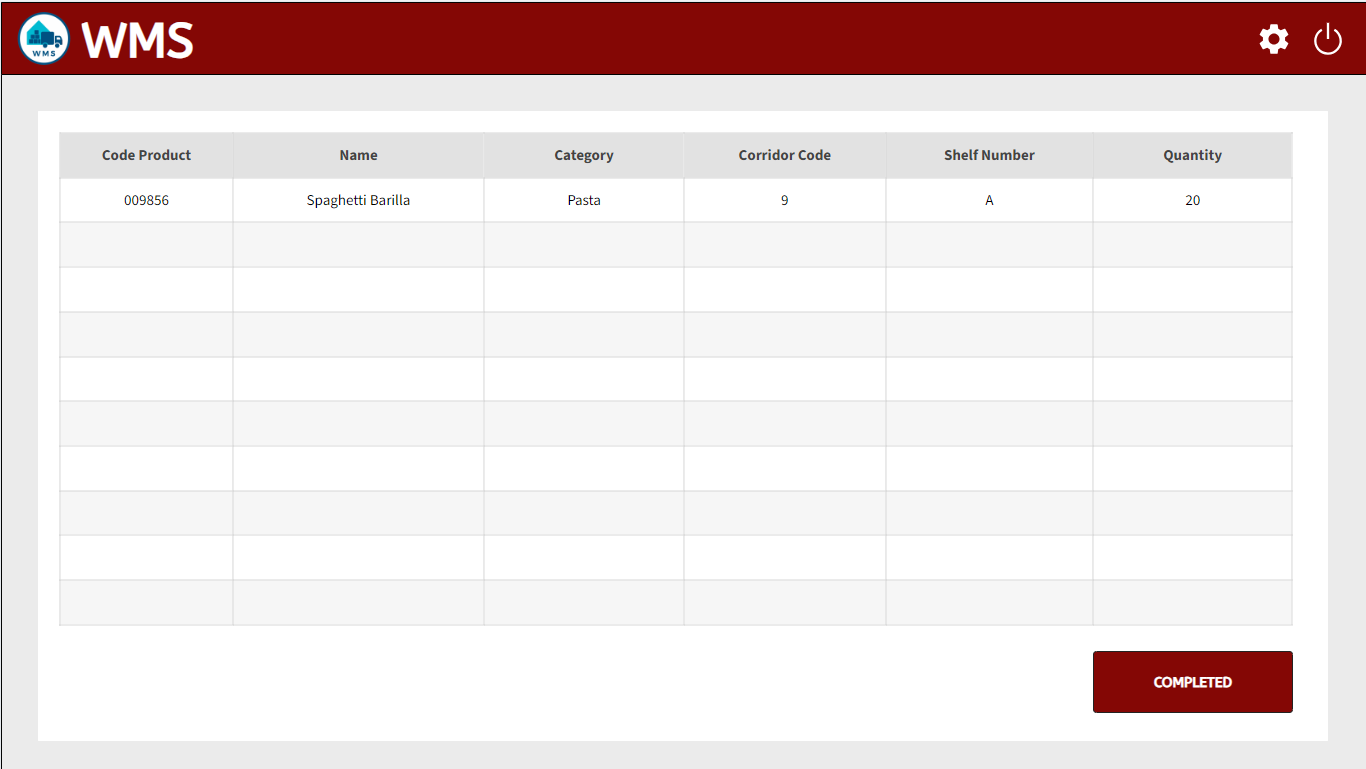 WMS
WMS
Code Product Name Category Corridor Code Shelf Number Quantity
009856 Spaghetti Barilla Pasta 9 A 20
COMPLETED